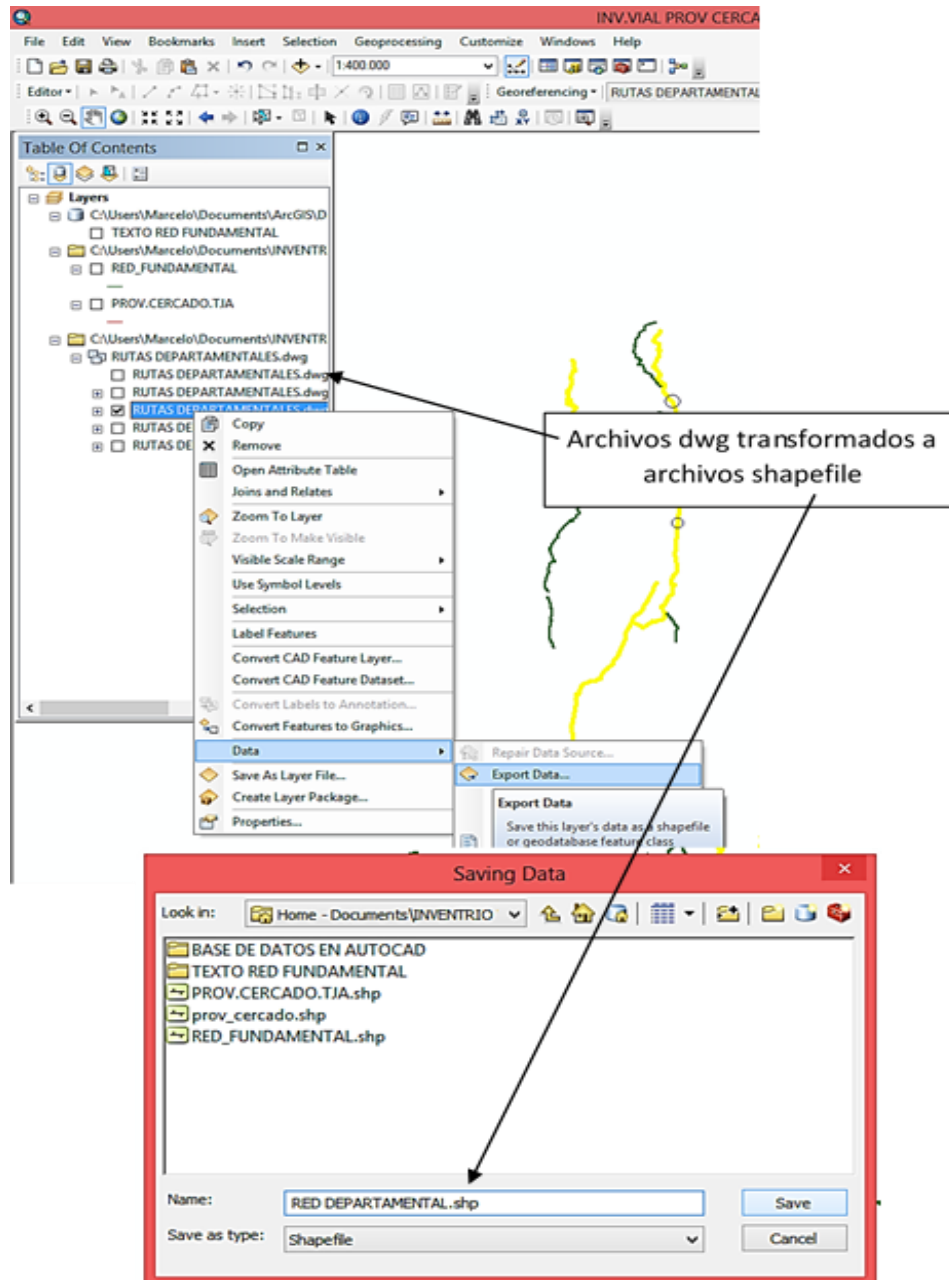 INV.VIAL PROV CERCA
File Edit View Bookmarks Insert Selection Geoprocessing Customize Windows Help
1:400.000
Editor Georeferencing RUTAS DEPARTAMENTAL
Table Of Contents
Layers
C:\Users\Marcelo\Documents\ArcGIS\D
TEXTO RED FUNDAMENTAL
C:\Users\Marcelo\Documents\INVENTR
RED_FUNDAMENTAL
PROV.CERCADO.TJA
C:\Users\Marcelo\Documents\INVENTR
RUTAS DEPARTAMENTALES.dwg
RUTAS DEPARTAMENTALES.dwg
RUTAS DEPARTAMENTALES.dwg
RUTAS DEPARTAMENTALES.dwg
RUTAS DE
RUTAS DE
Copy
Remove
Open Attribute Table
Joins and Relates
Zoom To Layer
Zoom To Make Visible
Visible Scale Range
Use Symbol Levels
Selection
Label Features
Convert CAD Feature Layer...
Convert CAD Feature Dataset...
Convert Labels to Annotation...
Convert Features to Graphics...
Data
Save As Layer File...
Create Layer Package...
Properties...
Repair Data Source...
Export Data...
Export Data
Save this layer's data as a shapefile
or geodatabase feature class
Archivos dwg transformados a
archivos shapefile
Saving Data
Look in: Home - Documents\INVENTRIO
BASE DE DATOS EN AUTOCAD
TEXTO RED FUNDAMENTAL
PROV.CERCADO.TJA.shp
prov_cercado.shp
RED_FUNDAMENTAL.shp
Name: RED DEPARTAMENTAL.shp Save
Save as type: Shapefile Cancel